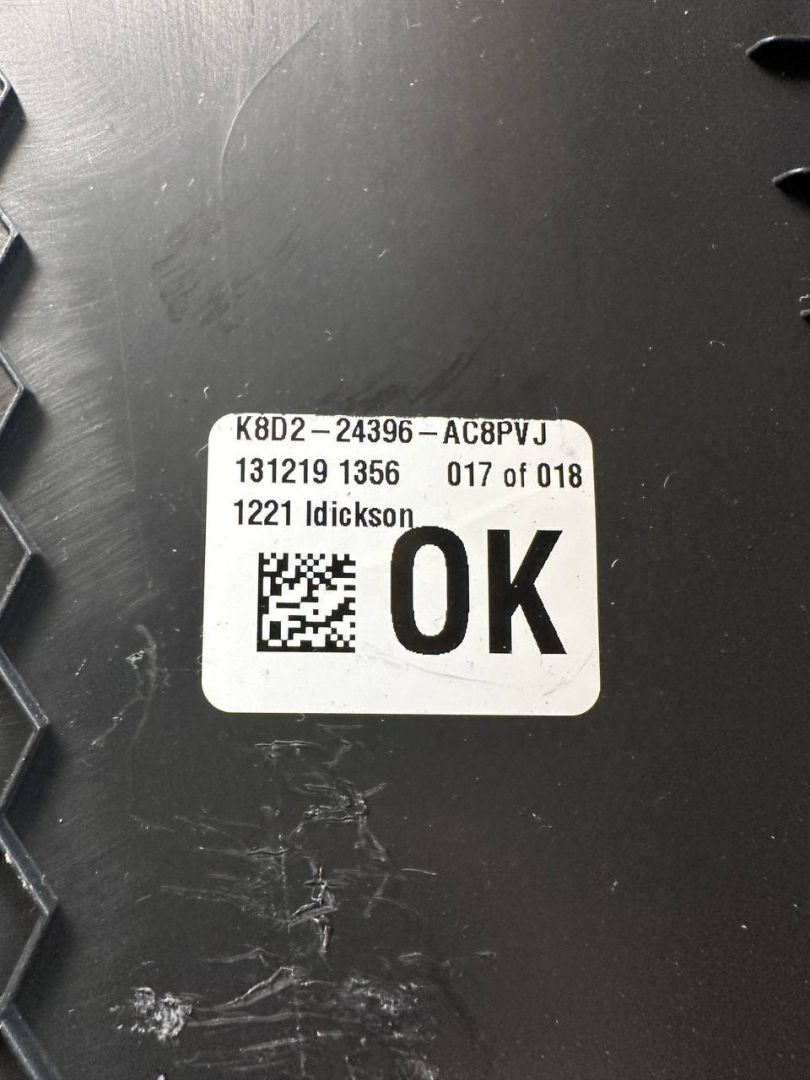 K8D2-24396-AC8PVJ
131219 1356 017 of 018
1221 ldickson
OK